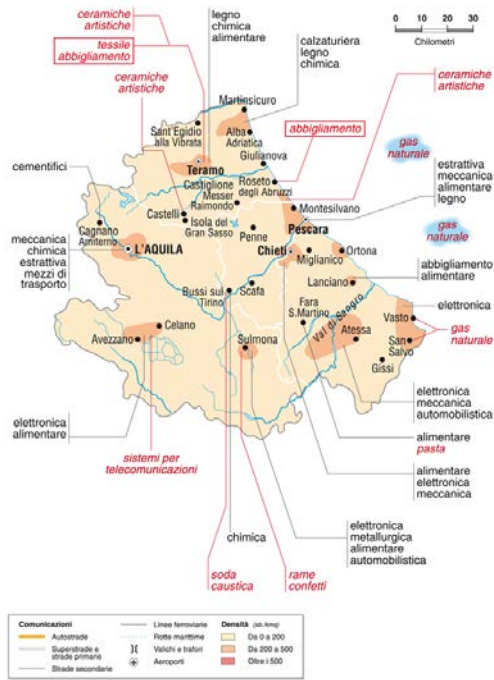 ceramiche
artistiche
tessile
abbigliamento
ceramiche
artistiche
legno
chimica
alimentare
calzaturiera
legno
chimica
0 10 20 30
Chilometri
ceramiche
artistiche
abbigliamento
gas
naturale
estrattiva
meccanica
alimentare
legno
gas
naturale
abbigliamento
alimentare
elettronica
gas
naturale
cementifici
meccanica
chimica
estrattiva
mezzi di
trasporto
Martinsicuro
Sant'Egidio
alla Vibrata
Alba
Adriatica
Giulianova
Teramo
Castiglione
Messer
Raimondo
Roseto
degli Abruzzi
Castelli
Isola del
Gran Sasso
Montesilvano
Penne
Pescara
Cagnano
Amiterno
L'AQUILA
Chieti
Miglianico
Ortona
Bussi sul
Tirino
Scafa
Lanciano
Fara
S.Martino
Val di Sangro
Vasto
Celano
Avezzano
Sulmona
Atessa
San
Salvo
Gissi
elettronica
alimentare
sistemi per
telecomunicazioni
chimica
soda
caustica
rame
confetti
elettronica
metallurgica
alimentare
automobilistica
alimentare
elettronica
meccanica
alimentare
pasta
elettronica
meccanica
automobilistica
Comunicazioni
Autostrade
Superstrade e
strade primarie
Strade secondarie
Linee ferroviarie
Rotte marittime
Valichi e trafori
Aeroporti
Densità (ab./kmq)
Da 0 a 200
Da 200 a 500
Oltre i 500